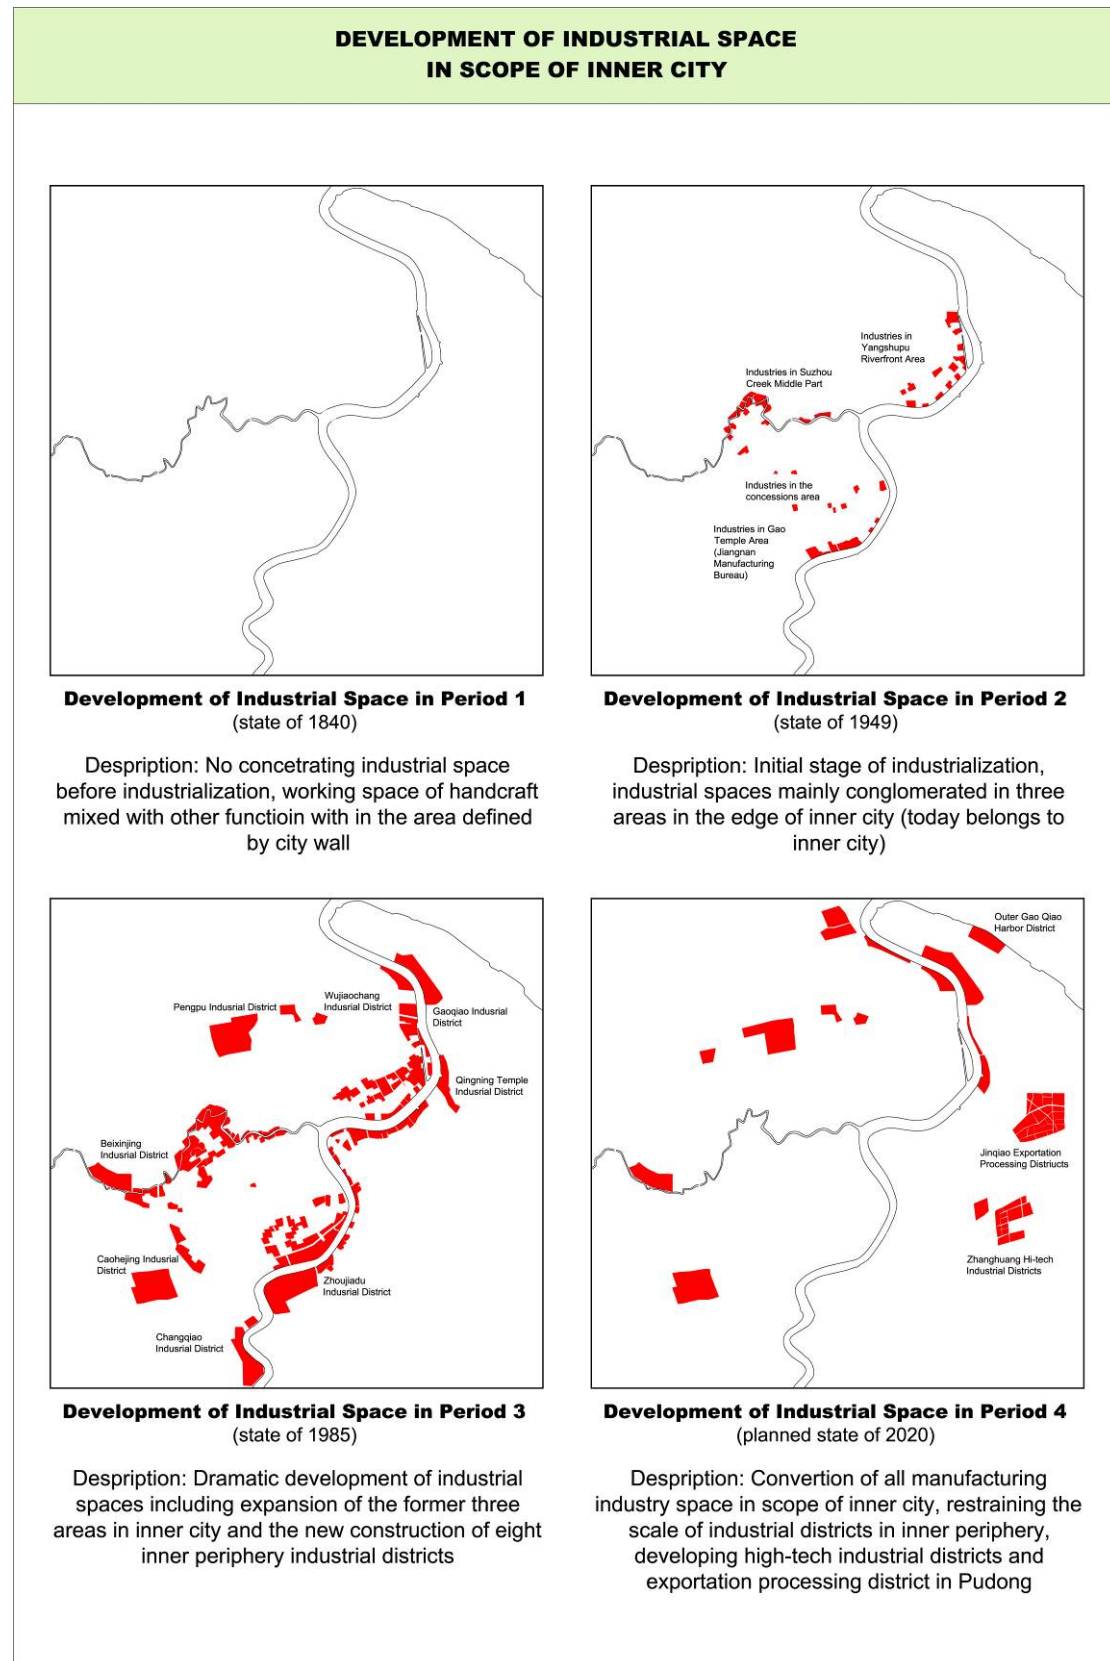 DEVELOPMENT OF INDUSTRIAL SPACE
IN SCOPE OF INNER CITY
Development of Industrial Space in Period 1
(state of 1840)
Despription: No concetrating industrial space
before industrialization, working space of handcraft
mixed with other functioin with in the area defined
by city wall
Industries in
Yangshupu
Riverfront Area
Industries in Suzhou
Creek Middle Part
Industries in the
concessions area
Industries in Gao
Temple Area
(Jiangnan
Manufacturing
Bureau)
Development of Industrial Space in Period 2
(state of 1949)
Despription: Initial stage of industrialization,
industrial spaces mainly conglomerated in three
areas in the edge of inner city (today belongs to
inner city)
Pengpu Indusrial District
Wujiaochang
Indusrial District
Gaoqiao Indusrial
District
Qingning Temple
Indusrial District
Beixinjing
Indusrial District
Caohejing Indusrial
District
Zhoujiadu
Indusrial District
Changqiao
Indusrial District
Development of Industrial Space in Period 3
(state of 1985)
Despription: Dramatic development of industrial
spaces including expansion of the former three
areas in inner city and the new construction of eight
inner periphery industrial districts
Outer Gao Qiao
Harbor District
Jinqiao Exportation
Processing Distriucts
Zhanghuang Hi-tech
Industrial Districts
Development of Industrial Space in Period 4
(planned state of 2020)
Despription: Convertion of all manufacturing
industry space in scope of inner city, restraining the
scale of industrial districts in inner periphery,
developing high-tech industrial districts and
exportation processing district in Pudong